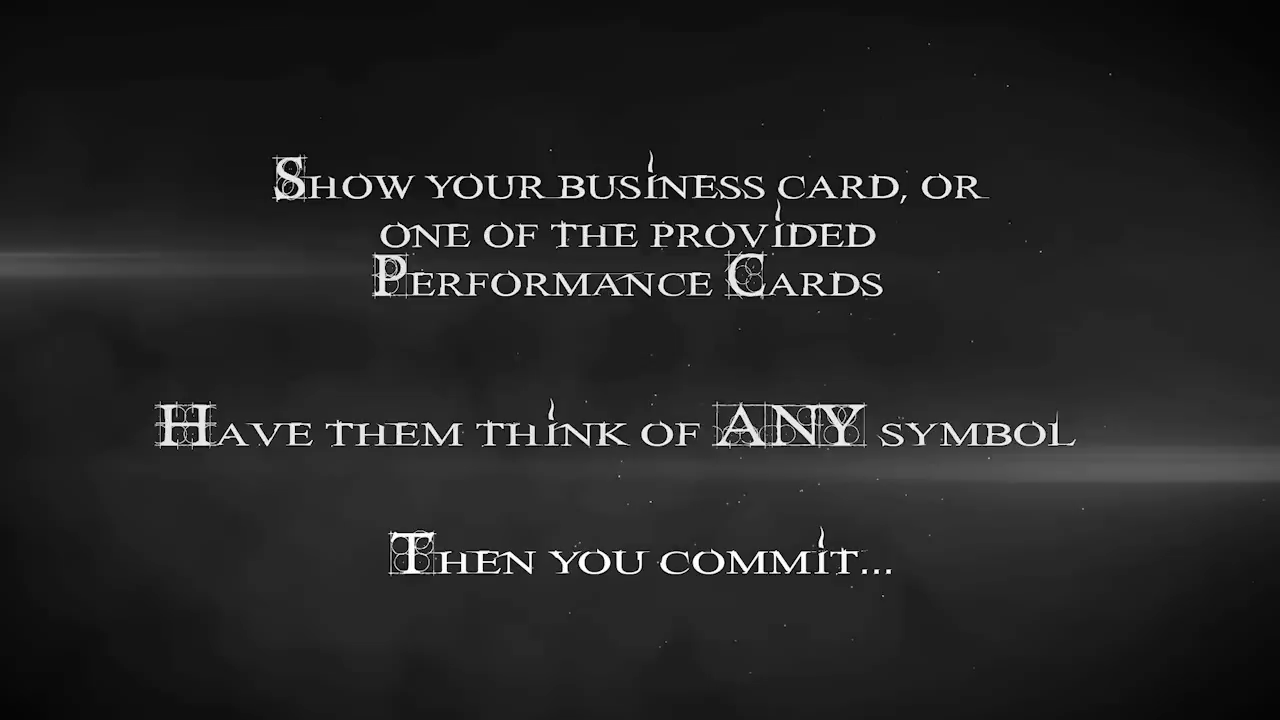 Show your business card, or
one of the provided
Performance Cards
Have them think of ANY symbol
Then you commit...